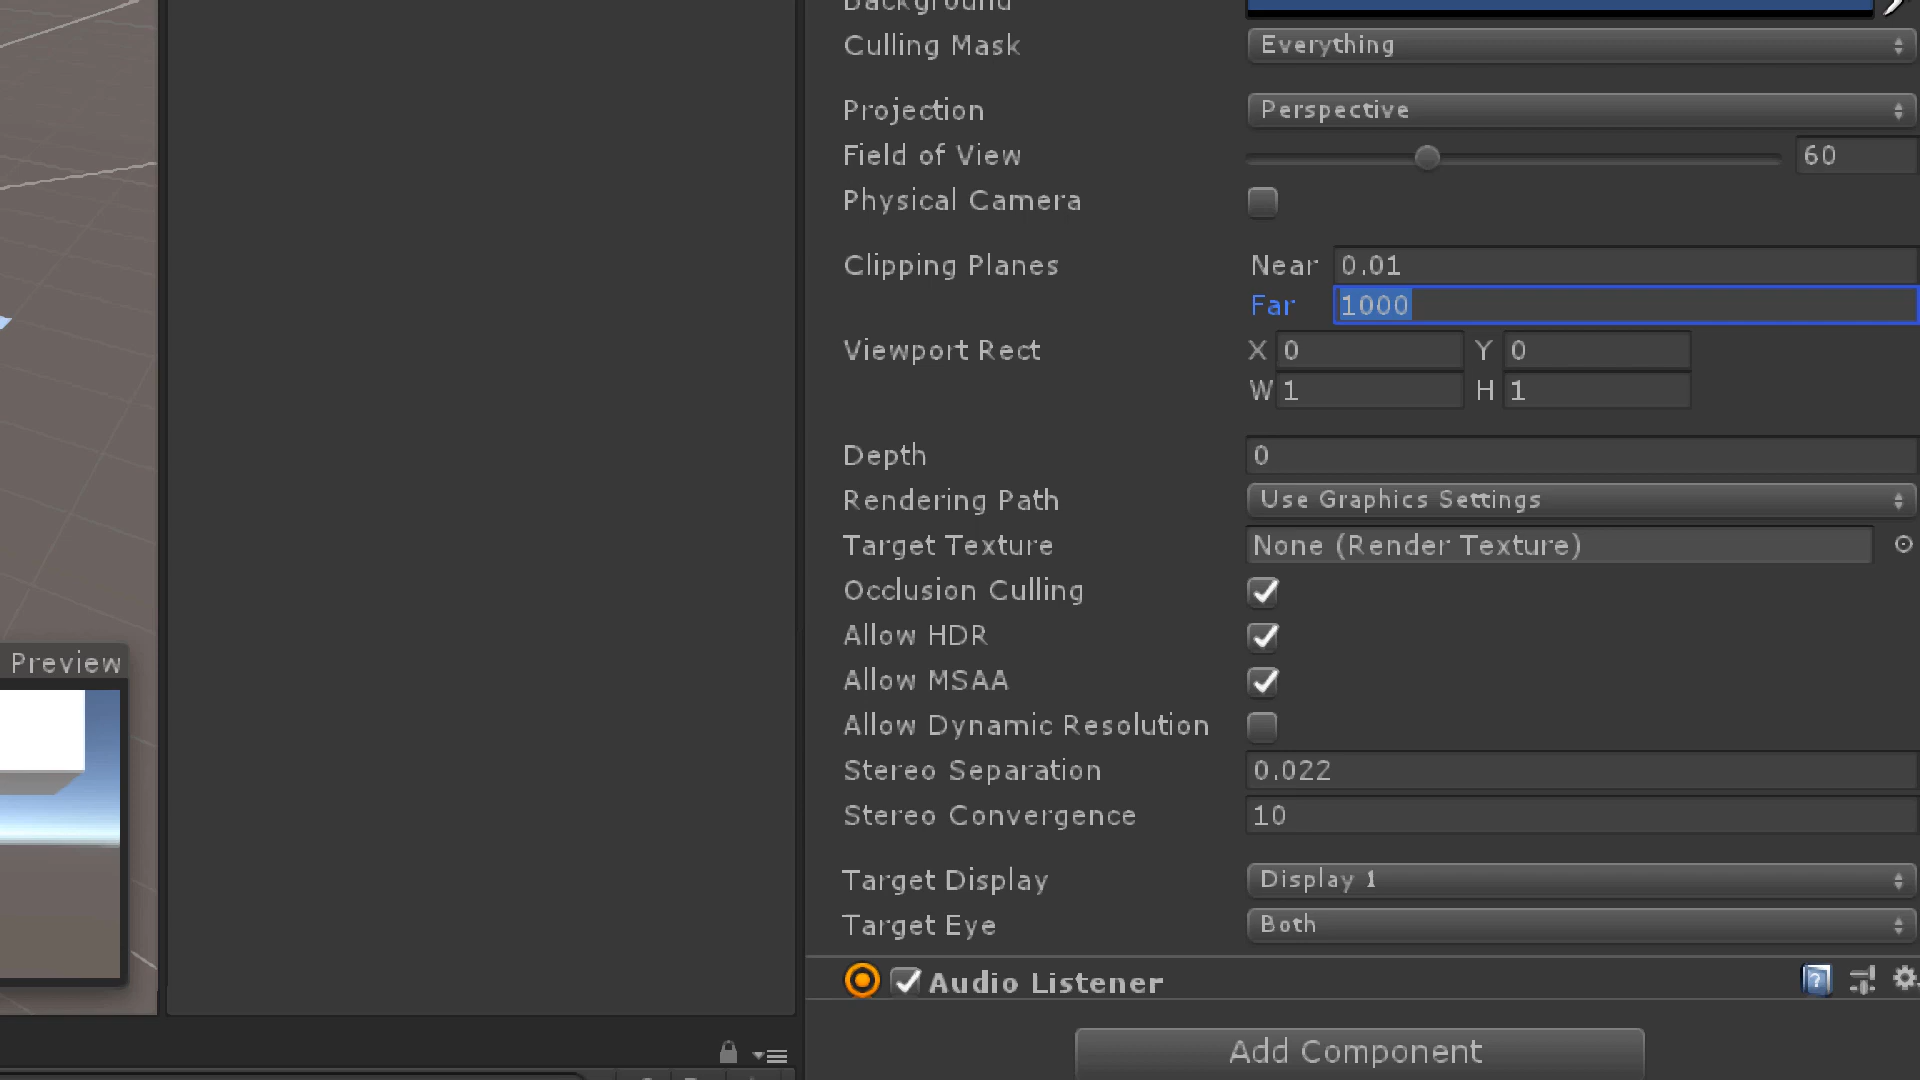 Background
Culling Mask Everything
Projection Perspective
Field of View 60
Physical Camera
Clipping Planes Near 0.01
Far 1000
Viewport Rect X 0 Y 0
W 1 H 1
Depth 0
Rendering Path Use Graphics Settings
Target Texture None (Render Texture)
Occlusion Culling
Allow HDR
Preview
Allow MSAA
Allow Dynamic Resolution
Stereo Separation 0.022
Stereo Convergence 10
Target Display Display 1
Target Eye Both
Audio Listener
Add Component